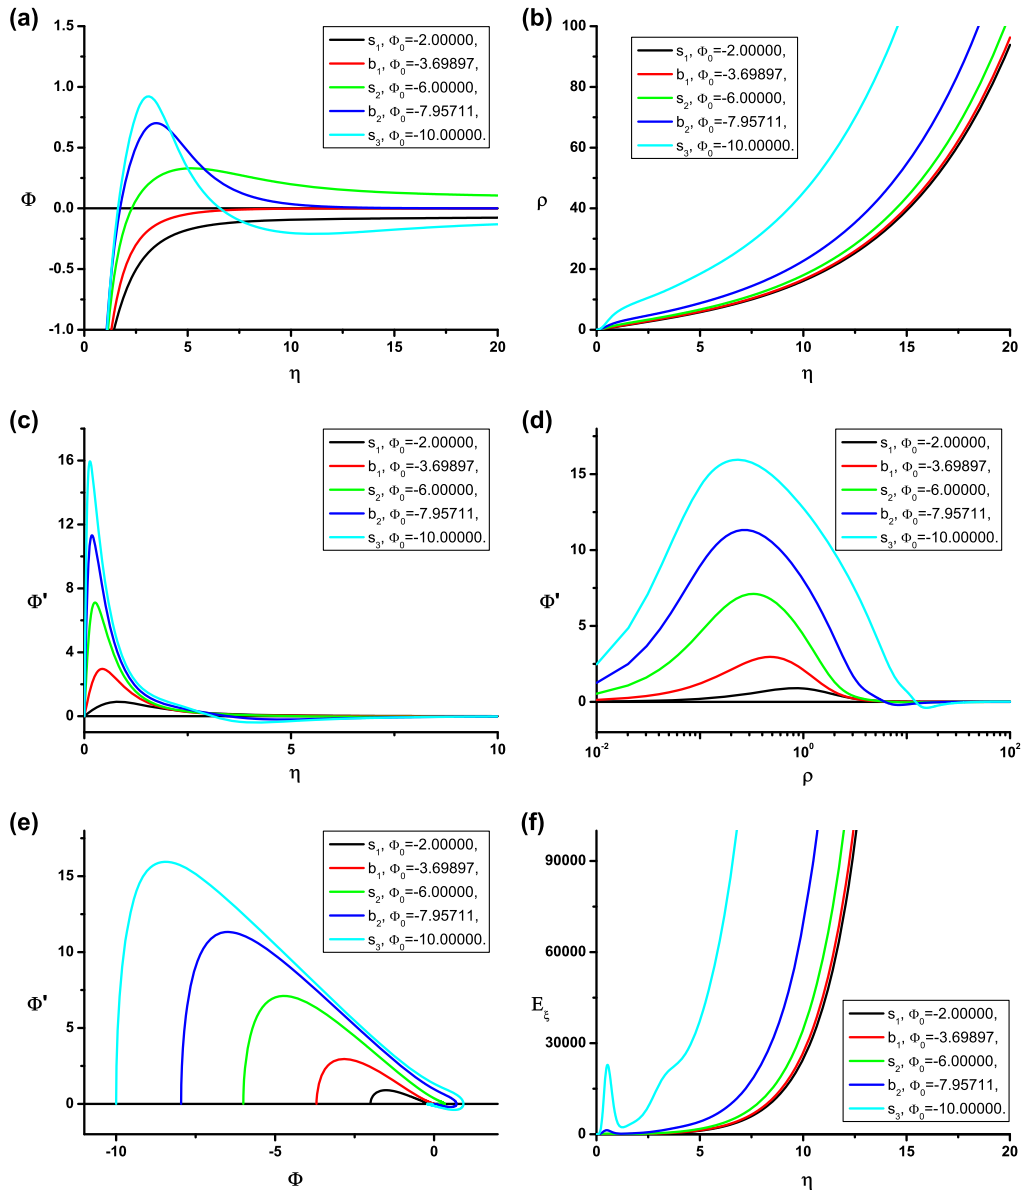 (a)
1.5
1.0
0.5
0.0
-0.5
-1.0
Φ
0
5
10
15
20
η
s₁, Φ₀=-2.00000,
b₁, Φ₀=-3.69897,
s₂, Φ₀=-6.00000,
b₂, Φ₀=-7.95711,
s₃, Φ₀=-10.00000.
(b)
100
80
60
40
20
0
ρ
0
5
10
15
20
η
s₁, Φ₀=-2.00000,
b₁, Φ₀=-3.69897,
s₂, Φ₀=-6.00000,
b₂, Φ₀=-7.95711,
s₃, Φ₀=-10.00000.
(c)
16
12
8
4
0
Φ'
0
5
10
η
s₁, Φ₀=-2.00000,
b₁, Φ₀=-3.69897,
s₂, Φ₀=-6.00000,
b₂, Φ₀=-7.95711,
s₃, Φ₀=-10.00000.
(d)
15
10
5
0
Φ'
10⁻²
10⁰
10²
ρ
s₁, Φ₀=-2.00000,
b₁, Φ₀=-3.69897,
s₂, Φ₀=-6.00000,
b₂, Φ₀=-7.95711,
s₃, Φ₀=-10.00000.
(e)
15
10
5
0
Φ'
-10
-5
0
Φ
s₁, Φ₀=-2.00000,
b₁, Φ₀=-3.69897,
s₂, Φ₀=-6.00000,
b₂, Φ₀=-7.95711,
s₃, Φ₀=-10.00000.
(f)
90000
60000
30000
0
E_ξ
0
5
10
15
20
η
s₁, Φ₀=-2.00000,
b₁, Φ₀=-3.69897,
s₂, Φ₀=-6.00000,
b₂, Φ₀=-7.95711,
s₃, Φ₀=-10.00000.